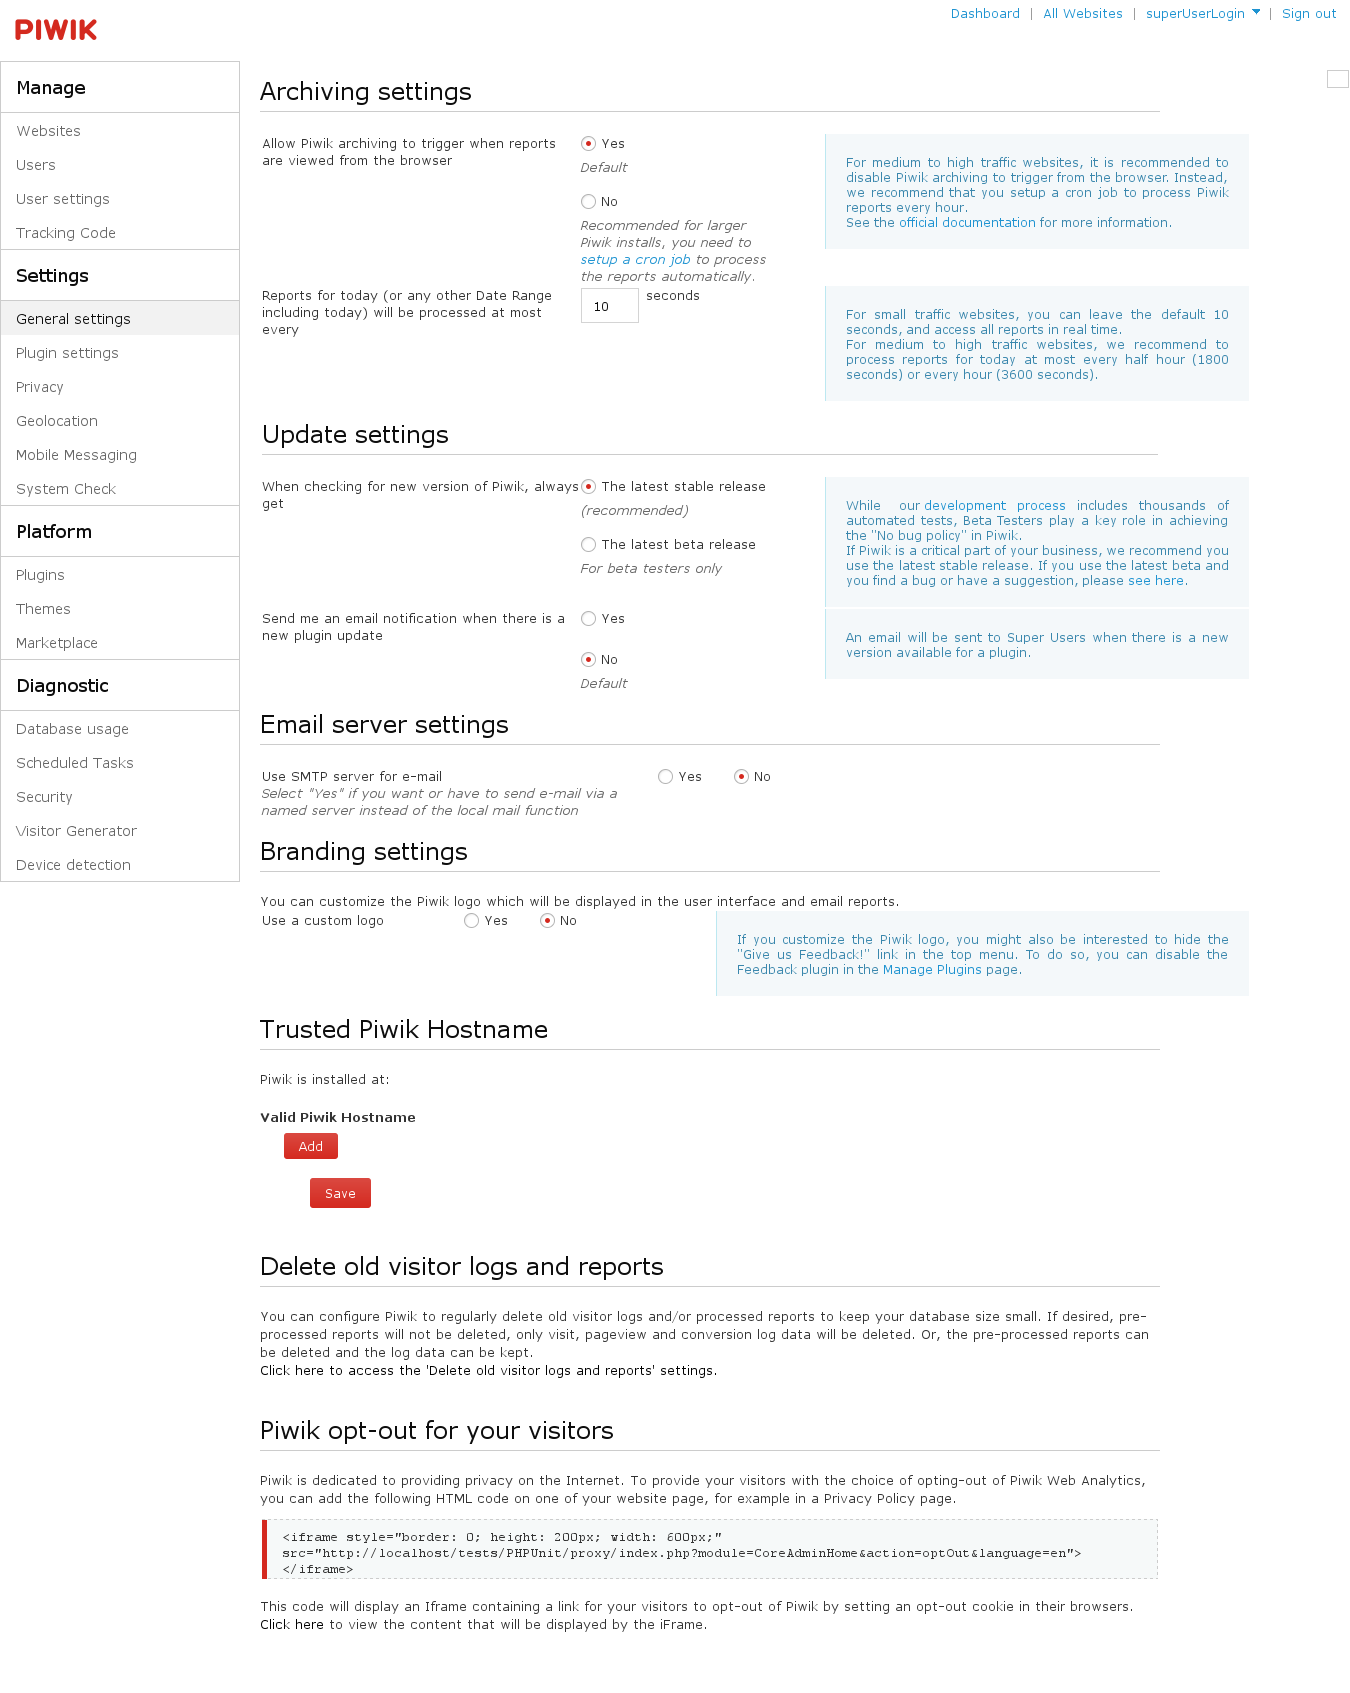 PIWIK
Dashboard | All Websites | superUserLogin | Sign out
Manage
Websites
Users
User settings
Tracking Code
Settings
General settings
Plugin settings
Privacy
Geolocation
Mobile Messaging
System Check
Platform
Plugins
Themes
Marketplace
Diagnostic
Database usage
Scheduled Tasks
Security
Visitor Generator
Device detection
Archiving settings
Allow Piwik archiving to trigger when reports
are viewed from the browser
Yes
Default
No
Recommended for larger
Piwik installs, you need to
setup a cron job to process
the reports automatically.
For medium to high traffic websites, it is recommended to
disable Piwik archiving to trigger from the browser. Instead,
we recommend that you setup a cron job to process Piwik
reports every hour.
See the official documentation for more information.
Reports for today (or any other Date Range
including today) will be processed at most
every
10 seconds
For small traffic websites, you can leave the default 10
seconds, and access all reports in real time.
For medium to high traffic websites, we recommend to
process reports for today at most every half hour (1800
seconds) or every hour (3600 seconds).
Update settings
When checking for new version of Piwik, always
get
The latest stable release
(recommended)
The latest beta release
For beta testers only
While our development process includes thousands of
automated tests, Beta Testers play a key role in achieving
the "No bug policy" in Piwik.
If Piwik is a critical part of your business, we recommend you
use the latest stable release. If you use the latest beta and
you find a bug or have a suggestion, please see here.
Send me an email notification when there is a
new plugin update
Yes
No
Default
An email will be sent to Super Users when there is a new
version available for a plugin.
Email server settings
Use SMTP server for e-mail
Select "Yes" if you want or have to send e-mail via a
named server instead of the local mail function
Yes No
Branding settings
You can customize the Piwik logo which will be displayed in the user interface and email reports.
Use a custom logo Yes No
If you customize the Piwik logo, you might also be interested to hide the
"Give us Feedback!" link in the top menu. To do so, you can disable the
Feedback plugin in the Manage Plugins page.
Trusted Piwik Hostname
Piwik is installed at:
Valid Piwik Hostname
Add
Save
Delete old visitor logs and reports
You can configure Piwik to regularly delete old visitor logs and/or processed reports to keep your database size small. If desired, pre-
processed reports will not be deleted, only visit, pageview and conversion log data will be deleted. Or, the pre-processed reports can
be deleted and the log data can be kept.
Click here to access the 'Delete old visitor logs and reports' settings.
Piwik opt-out for your visitors
Piwik is dedicated to providing privacy on the Internet. To provide your visitors with the choice of opting-out of Piwik Web Analytics,
you can add the following HTML code on one of your website page, for example in a Privacy Policy page.
<iframe style="border: 0; height: 200px; width: 600px;"
src="http://localhost/tests/PHPUnit/proxy/index.php?module=CoreAdminHome&action=optOut&language=en">
</iframe>
This code will display an Iframe containing a link for your visitors to opt-out of Piwik by setting an opt-out cookie in their browsers.
Click here to view the content that will be displayed by the iFrame.